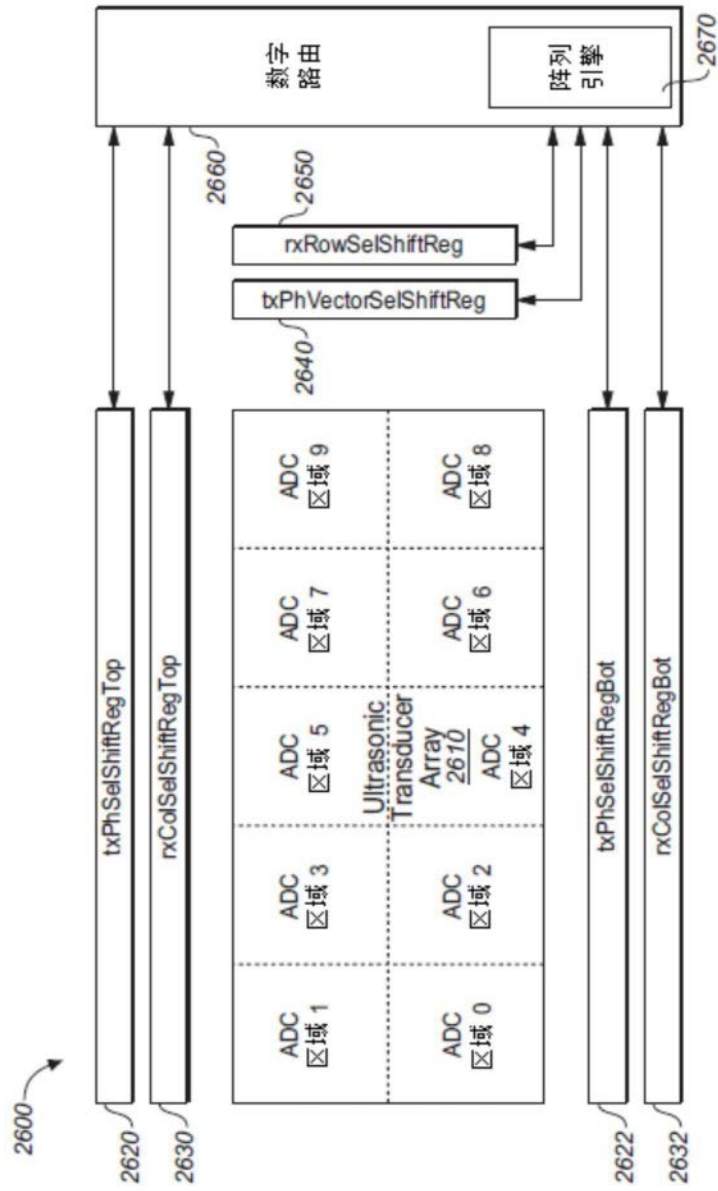 2600
2620
txPhSelShiftRegTop
2630
rxColSelShiftRegTop
ADC
区域 1
ADC
区域 3
ADC
区域 5
ADC
区域 7
ADC
区域 9
Ultrasonic
Transducer
Array
2610
ADC
区域 0
ADC
区域 2
ADC
区域 4
ADC
区域 6
ADC
区域 8
2622
txPhSelShiftRegBot
2632
rxColSelShiftRegBot
2640
txPhVectorSelShiftReg
2650
rxRowSelShiftReg
2660
数字
路由
阵列
引擎
2670